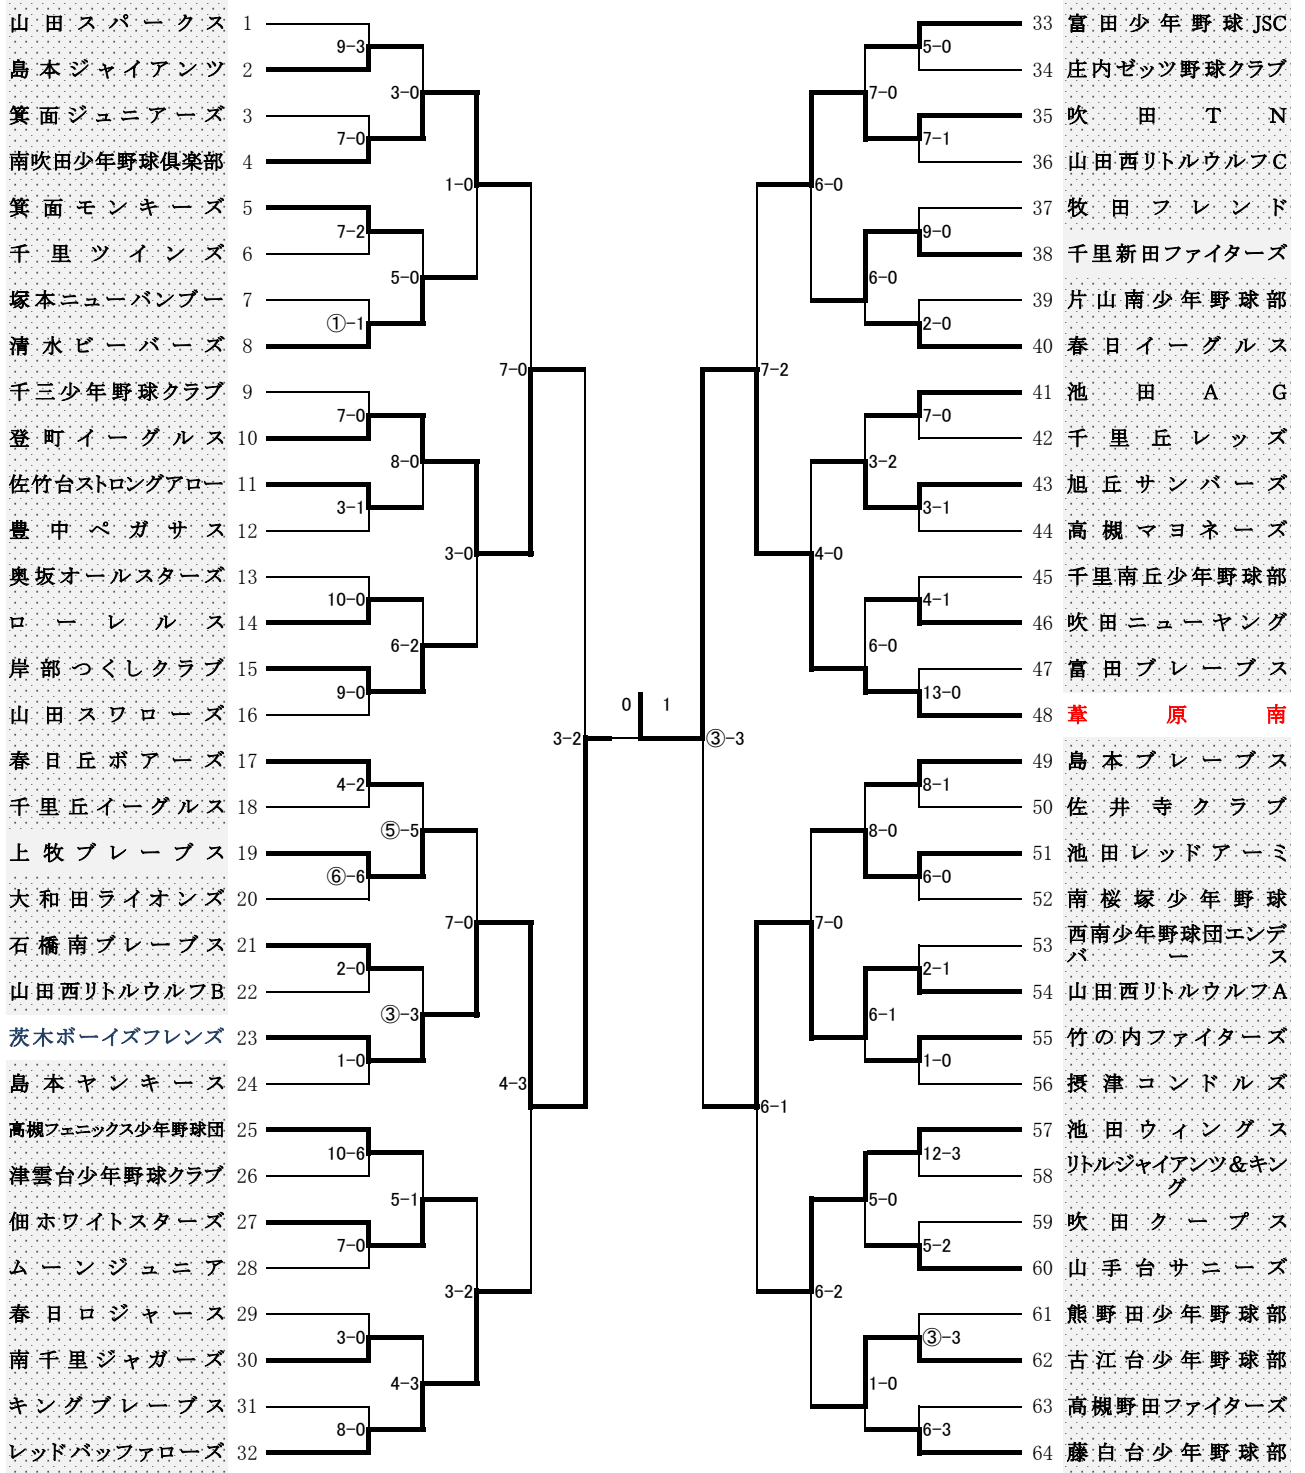 山田スパークス 1
9-3
島本ジャイアンツ 2
3-0
箕面ジュニアーズ 3
7-0
南吹田少年野球倶楽部 4
1-0
箕面モンキーズ 5
7-2
千里ツインズ 6
5-0
塚本ニューバンブー 7
①-1
清水ビーバーズ 8
7-0
千三少年野球クラブ 9
7-0
登町イーグルス 10
8-0
佐竹台ストロングアロー 11
3-1
豊中ペガサス 12
3-0
奥坂オールスターズ 13
10-0
ローレルス 14
6-2
岸部つくしクラブ 15
9-0
山田スワローズ 16
3-2
春日丘ボアーズ 17
4-2
千里丘イーグルス 18
⑤-5
上牧ブレーブス 19
⑥-6
大和田ライオンズ 20
7-0
石橋南ブレーブス 21
2-0
山田西リトルウルフB 22
③-3
茨木ボーイズフレンズ 23
1-0
島本ヤンキース 24
4-3
高槻フェニックス少年野球団 25
10-6
津雲台少年野球クラブ 26
5-1
佃ホワイトスターズ 27
7-0
ムーンジュニア 28
3-2
春日ロジャース 29
3-0
南千里ジャガーズ 30
4-3
キングブレーブス 31
8-0
レッドバッファローズ 32
0 1
33 富田少年野球JSC
5-0
34 庄内ゼッツ野球クラブ
7-0
35 吹田TN
7-1
36 山田西リトルウルフC
6-0
37 牧田フレンド
9-0
38 千里新田ファイターズ
6-0
39 片山南少年野球部
2-0
40 春日イーグルス
7-2
41 池田AG
7-0
42 千里丘レッズ
3-2
43 旭丘サンバーズ
3-1
44 高槻マヨネーズ
4-0
45 千里南丘少年野球部
4-1
46 吹田ニューヤング
6-0
47 富田ブレーブス
13-0
48 葦原南
③-3
49 島本ブレーブス
8-1
50 佐井寺クラブ
8-0
51 池田レッドアーミ
6-0
52 南桜塚少年野球
7-0
53 西南少年野球団エンデ
バース
2-1
54 山田西リトルウルフA
6-1
55 竹の内ファイターズ
1-0
56 摂津コンドルズ
6-1
57 池田ウィングス
12-3
58 リトルジャイアンツ&キン
グ
5-0
59 吹田クープス
5-2
60 山手台サニーズ
6-2
61 熊野田少年野球部
③-3
62 古江台少年野球部
1-0
63 高槻野田ファイターズ
6-3
64 藤白台少年野球部